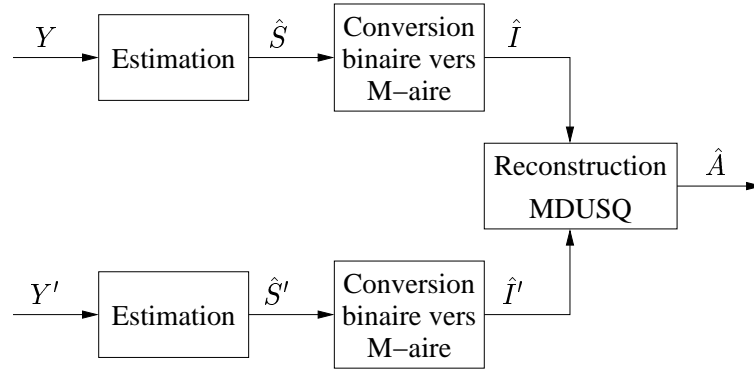 Y
Estimation
Ŝ
Conversion
binaire vers
M−aire
Î
Reconstruction
MDUSQ
Â
Y′
Estimation
Ŝ′
Conversion
binaire vers
M−aire
Î′